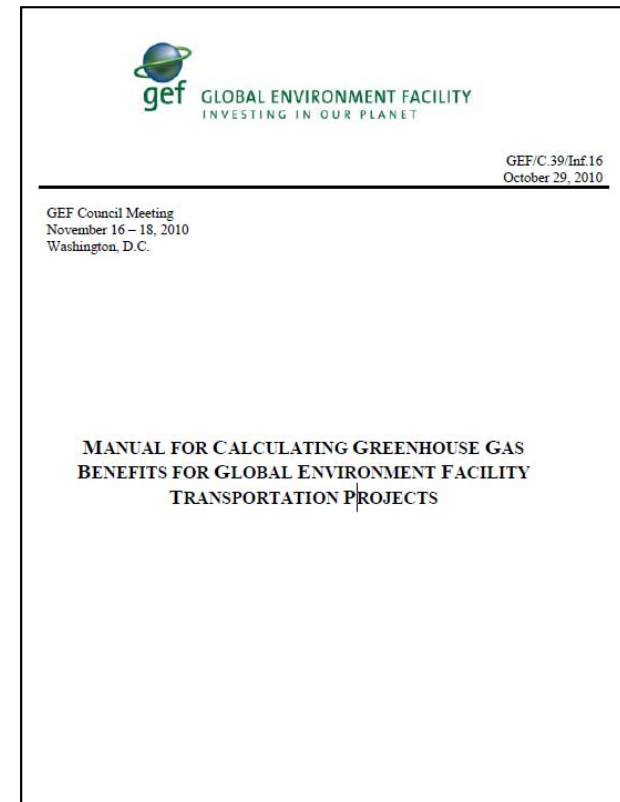 gef GLOBAL ENVIRONMENT FACILITY
INVESTING IN OUR PLANET
GEF/C.39/Inf.16
October 29, 2010
GEF Council Meeting
November 16 – 18, 2010
Washington, D.C.
MANUAL FOR CALCULATING GREENHOUSE GAS
BENEFITS FOR GLOBAL ENVIRONMENT FACILITY
TRANSPORTATION PROJECTS